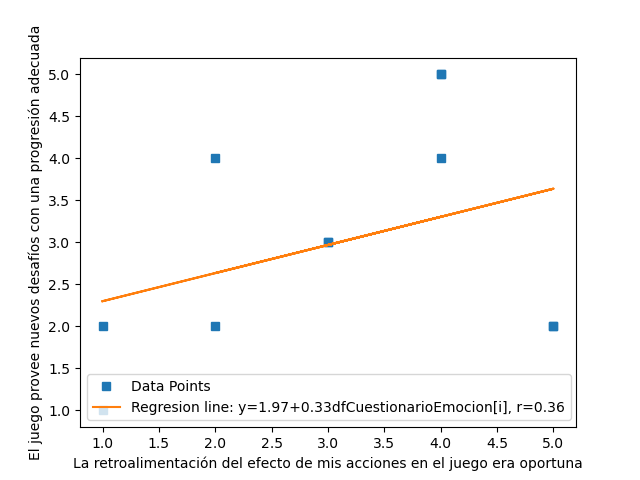 El juego provee nuevos desafíos con una progresión adecuada
5.0
4.5
4.0
3.5
3.0
2.5
2.0
1.5
1.0
Data Points
Regresion line: y=1.97+0.33dfCuestionarioEmocion[i], r=0.36
1.0 1.5 2.0 2.5 3.0 3.5 4.0 4.5 5.0
La retroalimentación del efecto de mis acciones en el juego era oportuna